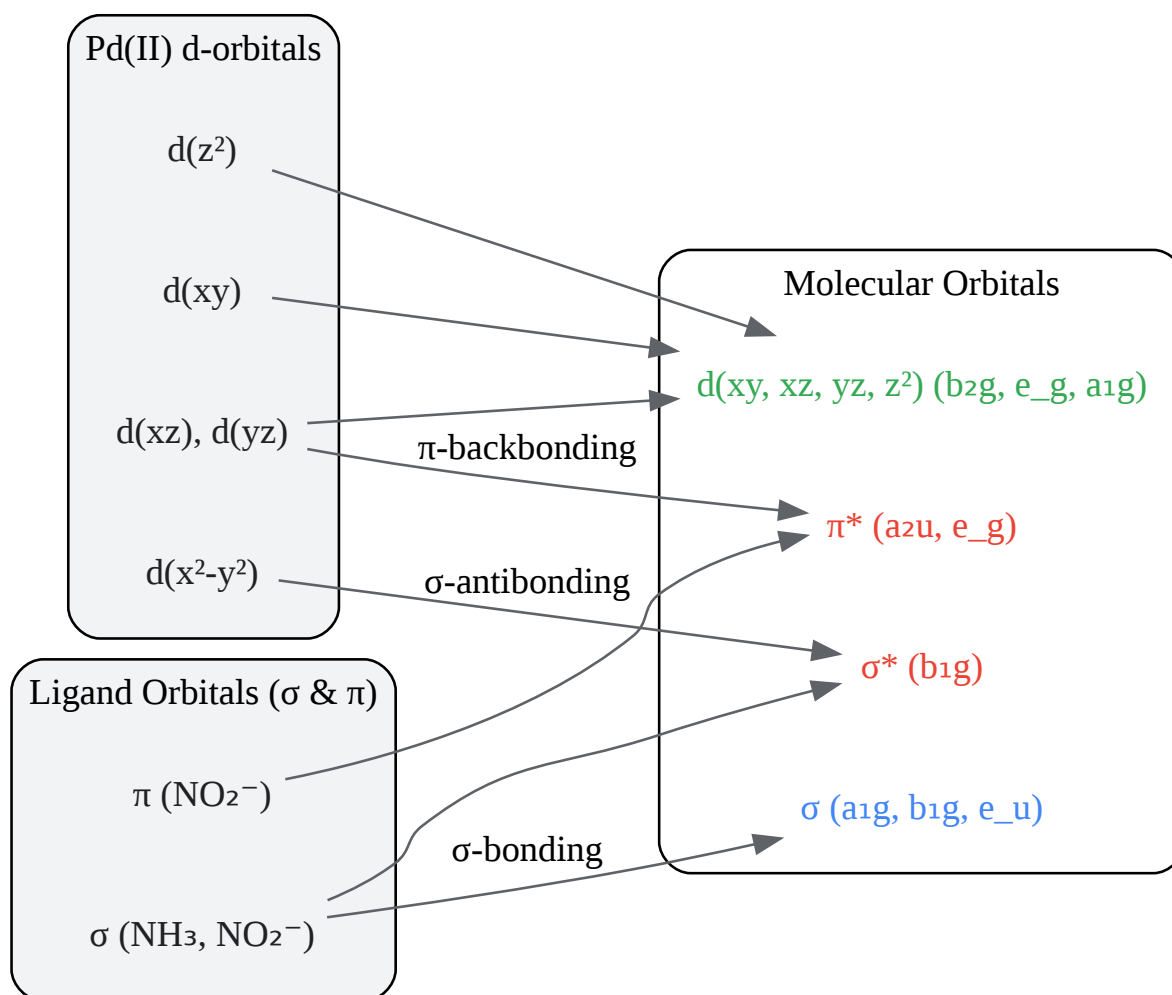 Pd(II) d-orbitals
d(z²)
d(xy)
d(xz), d(yz)
d(x²-y²)
Ligand Orbitals (σ & π)
π (NO₂⁻)
σ (NH₃, NO₂⁻)
π-backbonding
σ-antibonding
σ-bonding
Molecular Orbitals
d(xy, xz, yz, z²) (b₂g, e_g, a₁g)
π* (a₂u, e_g)
σ* (b₁g)
σ (a₁g, b₁g, e_u)